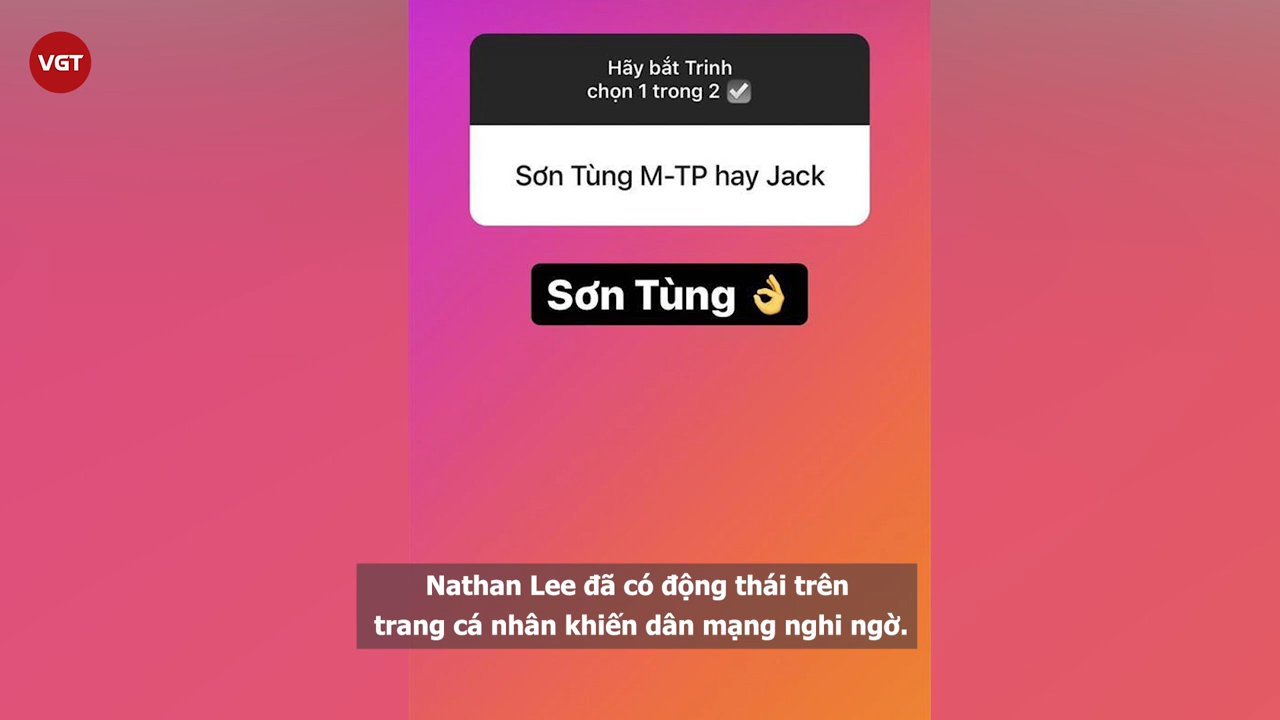 VGT
Hãy bắt Trinh
chọn 1 trong 2 ✅
Sơn Tùng M-TP hay Jack
Sơn Tùng 👌
Nathan Lee đã có động thái trên
trang cá nhân khiến dân mạng nghi ngờ.